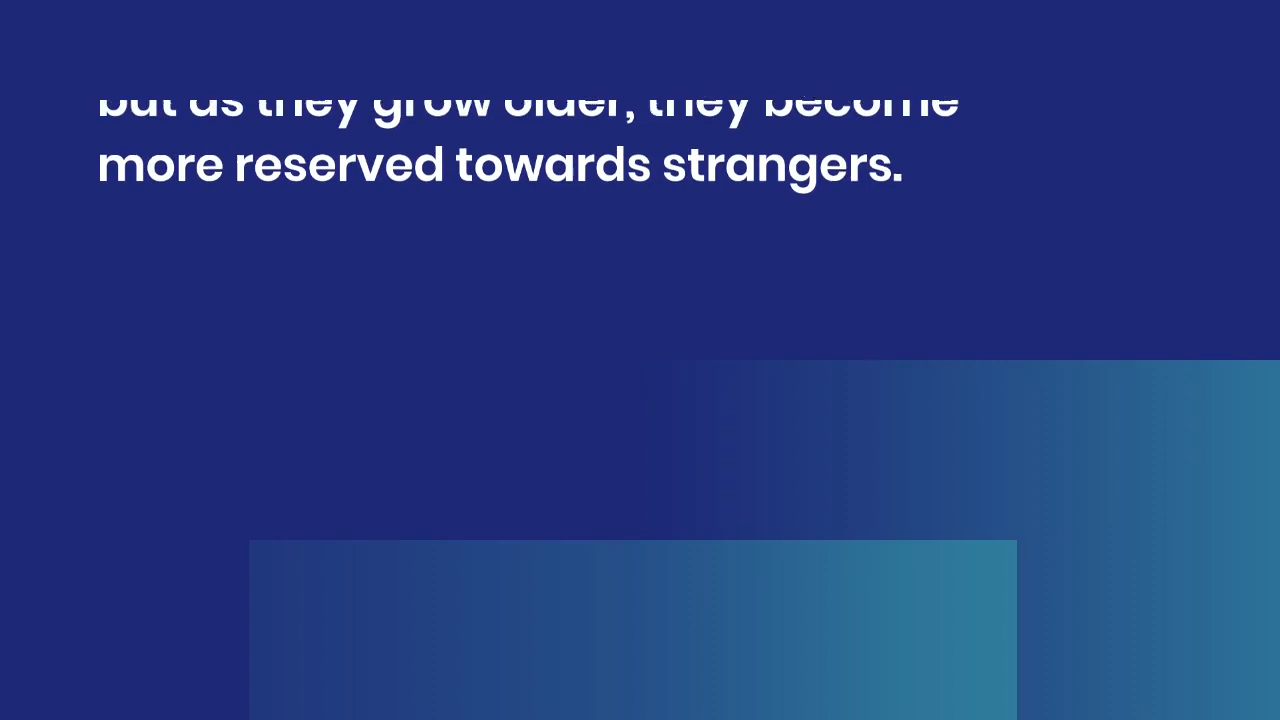 but as they grow older, they become
more reserved towards strangers.